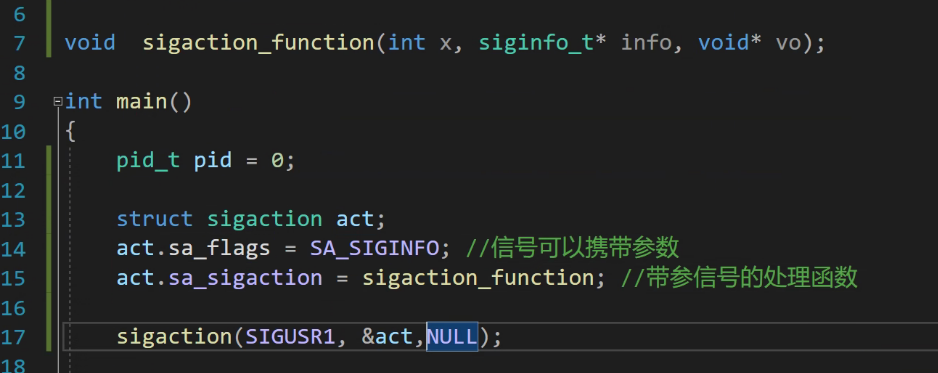 6
7 void  sigaction_function(int x, siginfo_t* info, void* vo);
8
9 int main()
10 {
11 pid_t pid = 0;
12
13 struct sigaction act;
14 act.sa_flags = SA_SIGINFO; //信号可以携带参数
15 act.sa_sigaction = sigaction_function; //带参信号的处理函数
16
17 sigaction(SIGUSR1, &act,NULL);
18